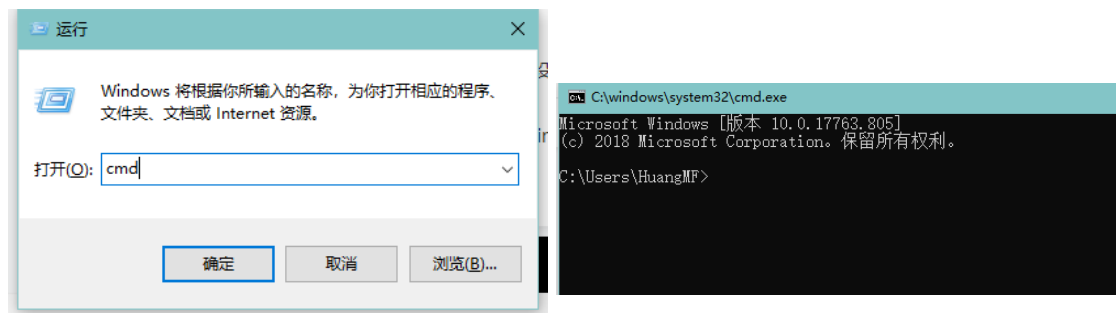 运行
Windows 将根据你所输入的名称，为你打开相应的程序、
文件夹、文档或 Internet 资源。
打开(O): cmd
确定 取消 浏览(B)...
C:\windows\system32\cmd.exe
Microsoft Windows [版本 10.0.17763.805]
(c) 2018 Microsoft Corporation。保留所有权利。
C:\Users\HuangMF>